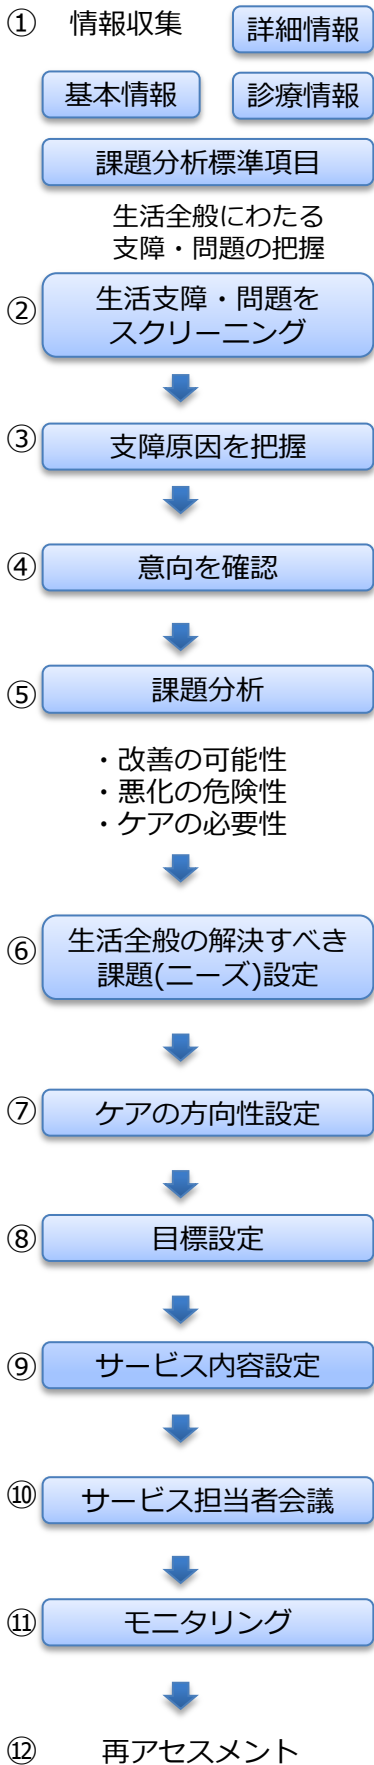 ① 情報収集
詳細情報
基本情報
診療情報
課題分析標準項目
生活全般にわたる
支障・問題の把握
② 生活支障・問題を
スクリーニング
③ 支障原因を把握
④ 意向を確認
⑤ 課題分析
・改善の可能性
・悪化の危険性
・ケアの必要性
⑥ 生活全般の解決すべき
課題(ニーズ)設定
⑦ ケアの方向性設定
⑧ 目標設定
⑨ サービス内容設定
⑩ サービス担当者会議
⑪ モニタリング
⑫ 再アセスメント